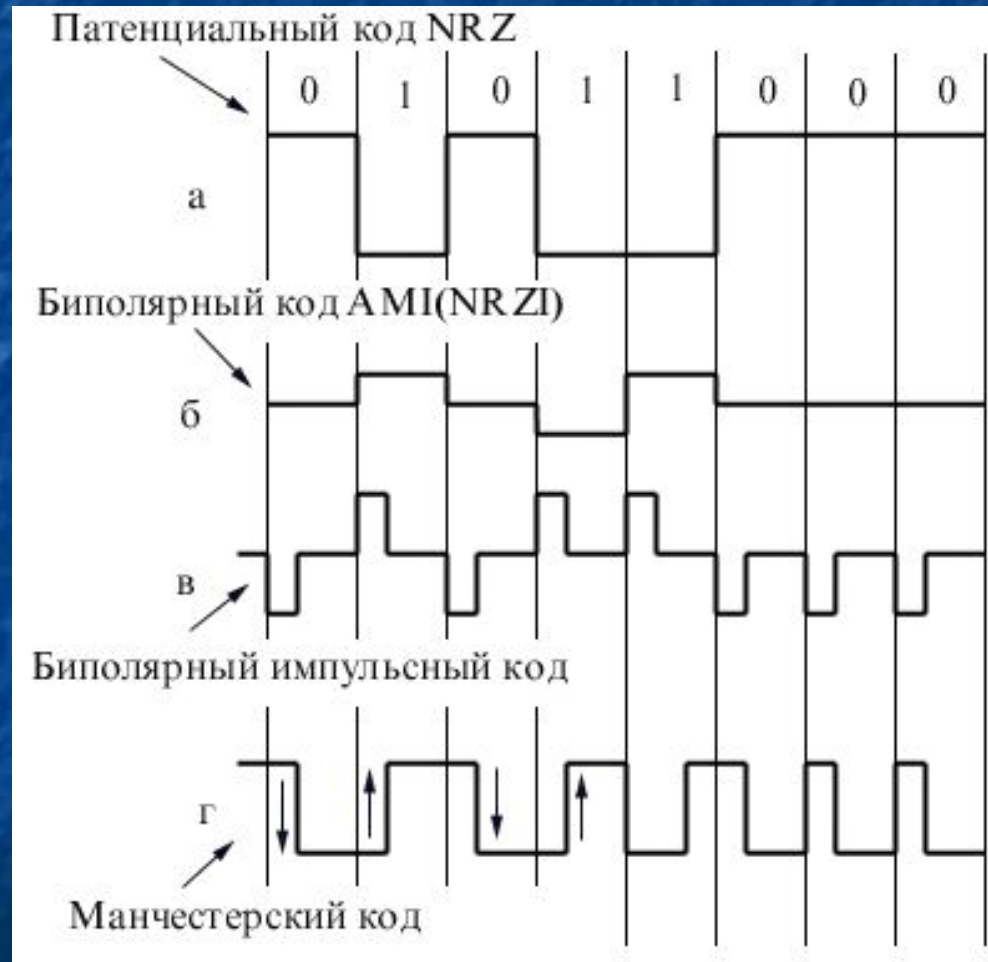 Патенциальный код NRZ
0 1 0 1 1 0 0 0
а
Биполярный код AMI(NRZI)
б
в
Биполярный импульсный код
г
Манчестерский код